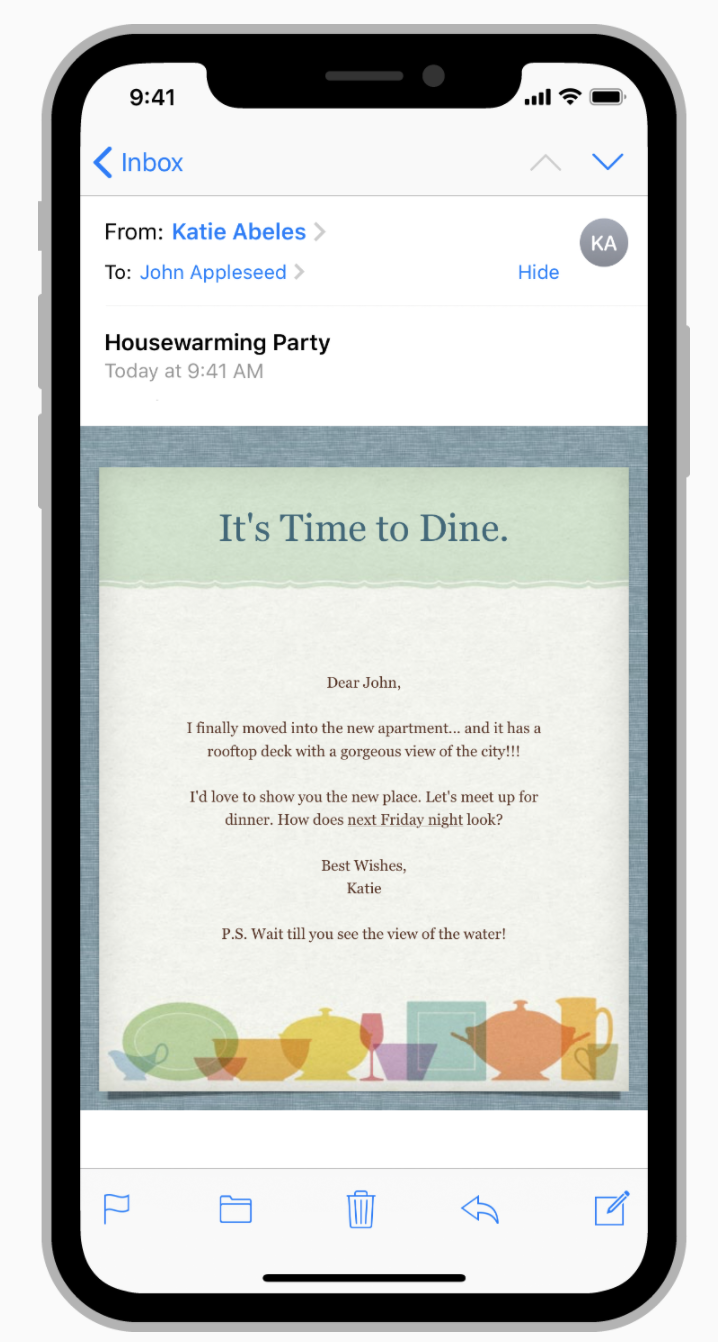 9:41
Inbox
From: Katie Abeles
KA
To: John Appleseed
Hide
Housewarming Party
Today at 9:41 AM
It's Time to Dine.
Dear John,
I finally moved into the new apartment... and it has a
rooftop deck with a gorgeous view of the city!!!
I'd love to show you the new place. Let's meet up for
dinner. How does next Friday night look?
Best Wishes,
Katie
P.S. Wait till you see the view of the water!